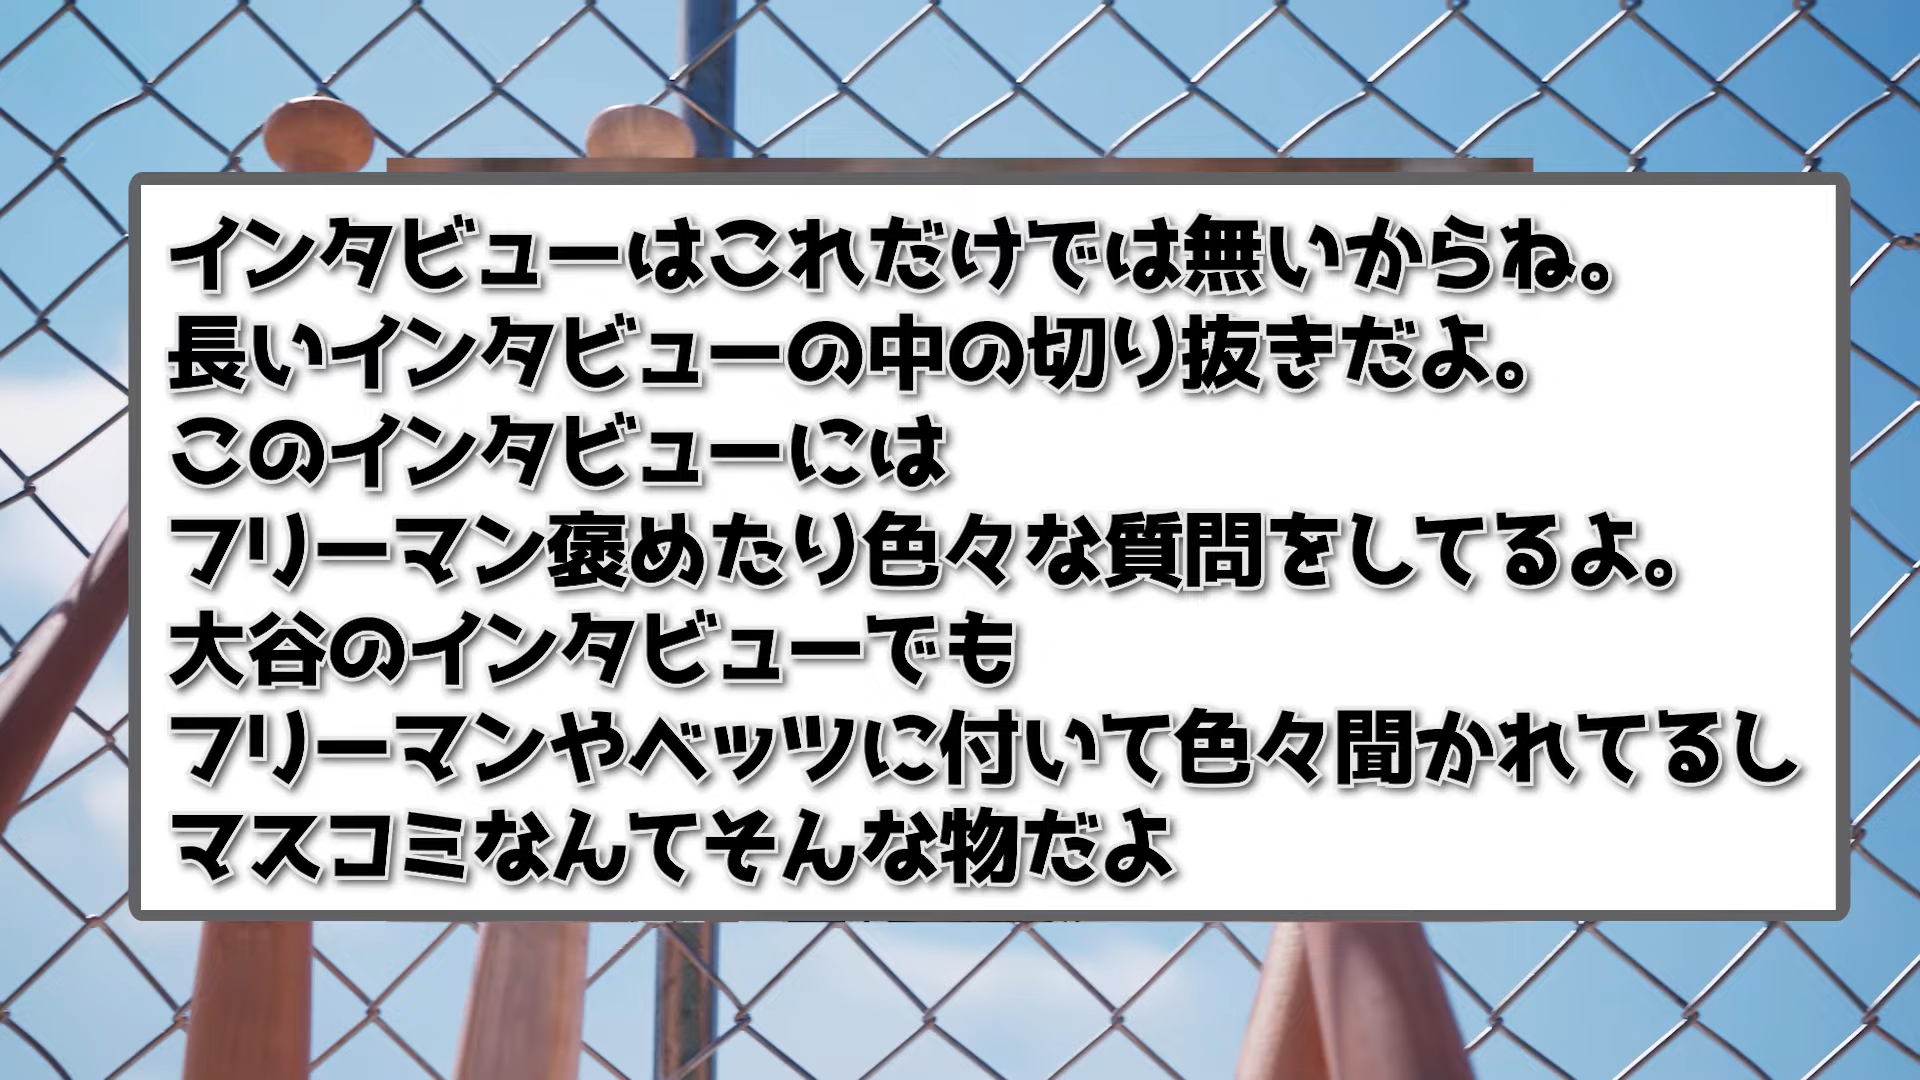 インタビューはこれだけでは無いからね。
長いインタビューの中の切り抜きだよ。
このインタビューには
フリーマン褒めたり色々な質問をしてるよ。
大谷のインタビューでも
フリーマンやベッツに付いて色々聞かれてるし
マスコミなんてそんな物だよ